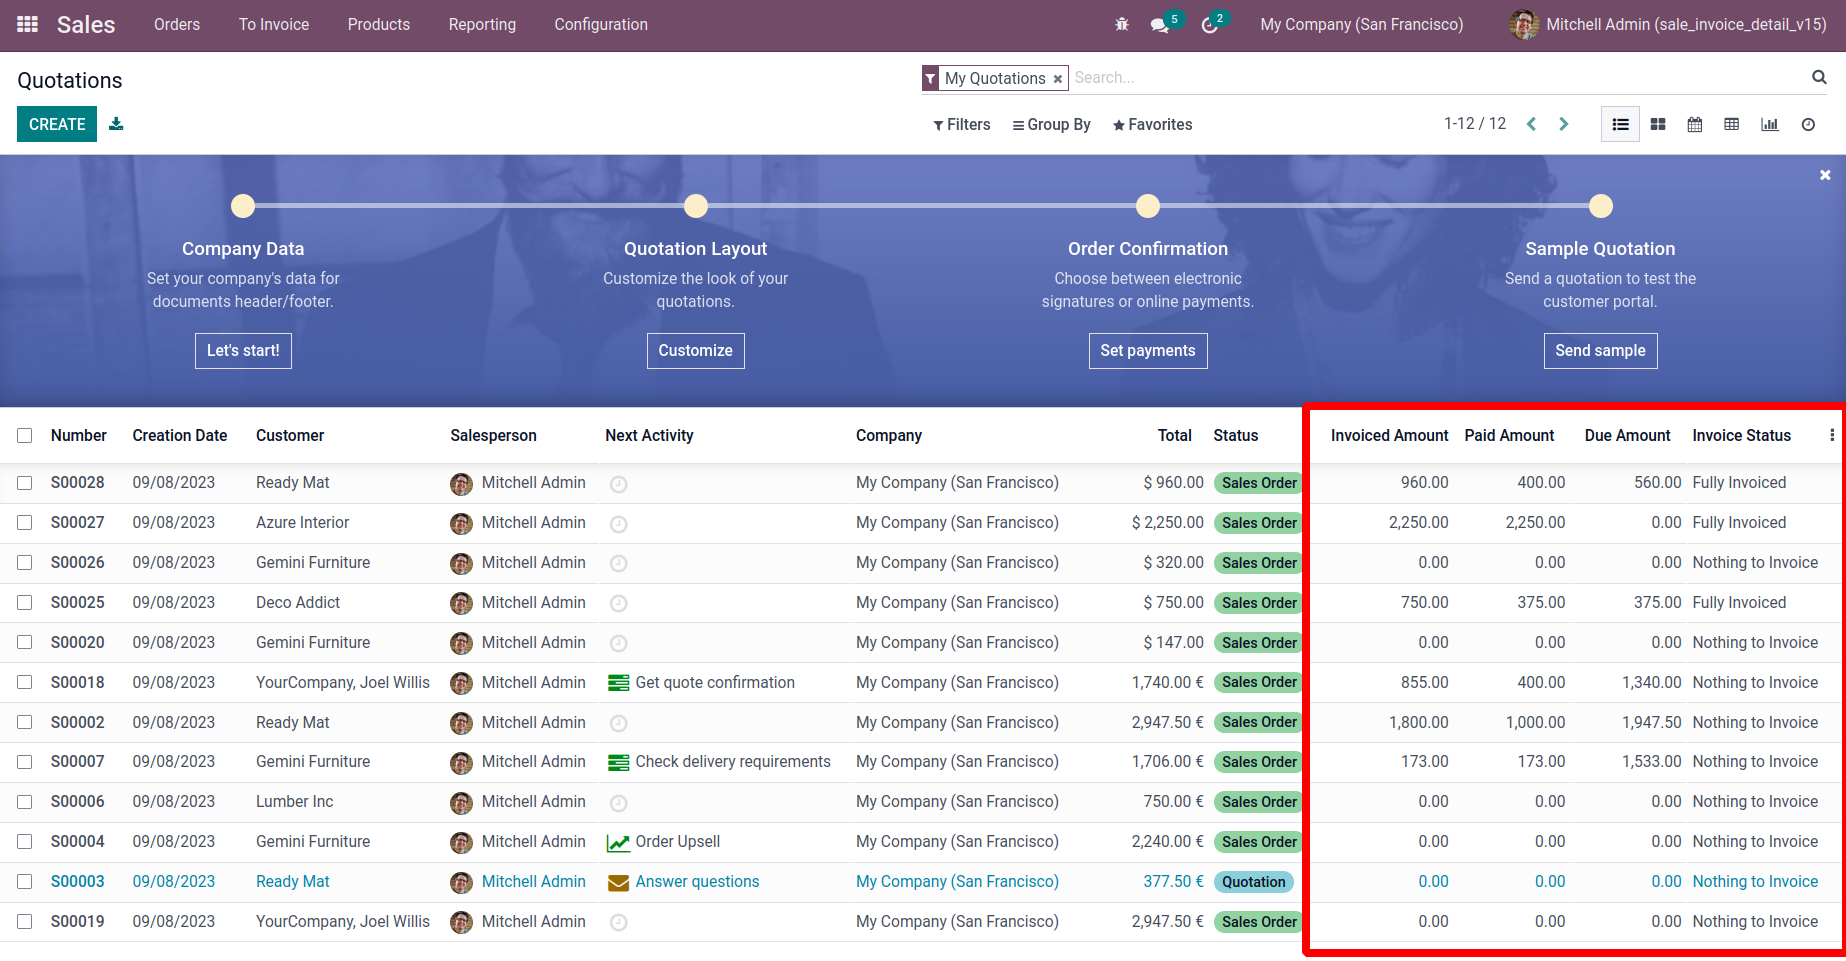 Sales Orders To Invoice Products Reporting Configuration 5 2 My Company (San Francisco) Mitchell Admin (sale_invoice_detail_v15)
Quotations
My Quotations × Search...
CREATE
Filters Group By Favorites 1-12 / 12
Company Data
Set your company's data for
documents header/footer.
Let's start!
Quotation Layout
Customize the look of your
quotations.
Customize
Order Confirmation
Choose between electronic
signatures or online payments.
Set payments
Sample Quotation
Send a quotation to test the
customer portal.
Send sample
Number Creation Date Customer Salesperson Next Activity Company Total Status Invoiced Amount Paid Amount Due Amount Invoice Status
S00028 09/08/2023 Ready Mat Mitchell Admin My Company (San Francisco) $ 960.00 Sales Order 960.00 400.00 560.00 Fully Invoiced
S00027 09/08/2023 Azure Interior Mitchell Admin My Company (San Francisco) $ 2,250.00 Sales Order 2,250.00 2,250.00 0.00 Fully Invoiced
S00026 09/08/2023 Gemini Furniture Mitchell Admin My Company (San Francisco) $ 320.00 Sales Order 0.00 0.00 0.00 Nothing to Invoice
S00025 09/08/2023 Deco Addict Mitchell Admin My Company (San Francisco) $ 750.00 Sales Order 750.00 375.00 375.00 Fully Invoiced
S00020 09/08/2023 Gemini Furniture Mitchell Admin My Company (San Francisco) $ 147.00 Sales Order 0.00 0.00 0.00 Nothing to Invoice
S00018 09/08/2023 YourCompany, Joel Willis Mitchell Admin Get quote confirmation My Company (San Francisco) 1,740.00 € Sales Order 855.00 400.00 1,340.00 Nothing to Invoice
S00002 09/08/2023 Ready Mat Mitchell Admin My Company (San Francisco) 2,947.50 € Sales Order 1,800.00 1,000.00 1,947.50 Nothing to Invoice
S00007 09/08/2023 Gemini Furniture Mitchell Admin Check delivery requirements My Company (San Francisco) 1,706.00 € Sales Order 173.00 173.00 1,533.00 Nothing to Invoice
S00006 09/08/2023 Lumber Inc Mitchell Admin My Company (San Francisco) 750.00 € Sales Order 0.00 0.00 0.00 Nothing to Invoice
S00004 09/08/2023 Gemini Furniture Mitchell Admin Order Upsell My Company (San Francisco) 2,240.00 € Sales Order 0.00 0.00 0.00 Nothing to Invoice
S00003 09/08/2023 Ready Mat Mitchell Admin Answer questions My Company (San Francisco) 377.50 € Quotation 0.00 0.00 0.00 Nothing to Invoice
S00019 09/08/2023 YourCompany, Joel Willis Mitchell Admin My Company (San Francisco) 2,947.50 € Sales Order 0.00 0.00 0.00 Nothing to Invoice